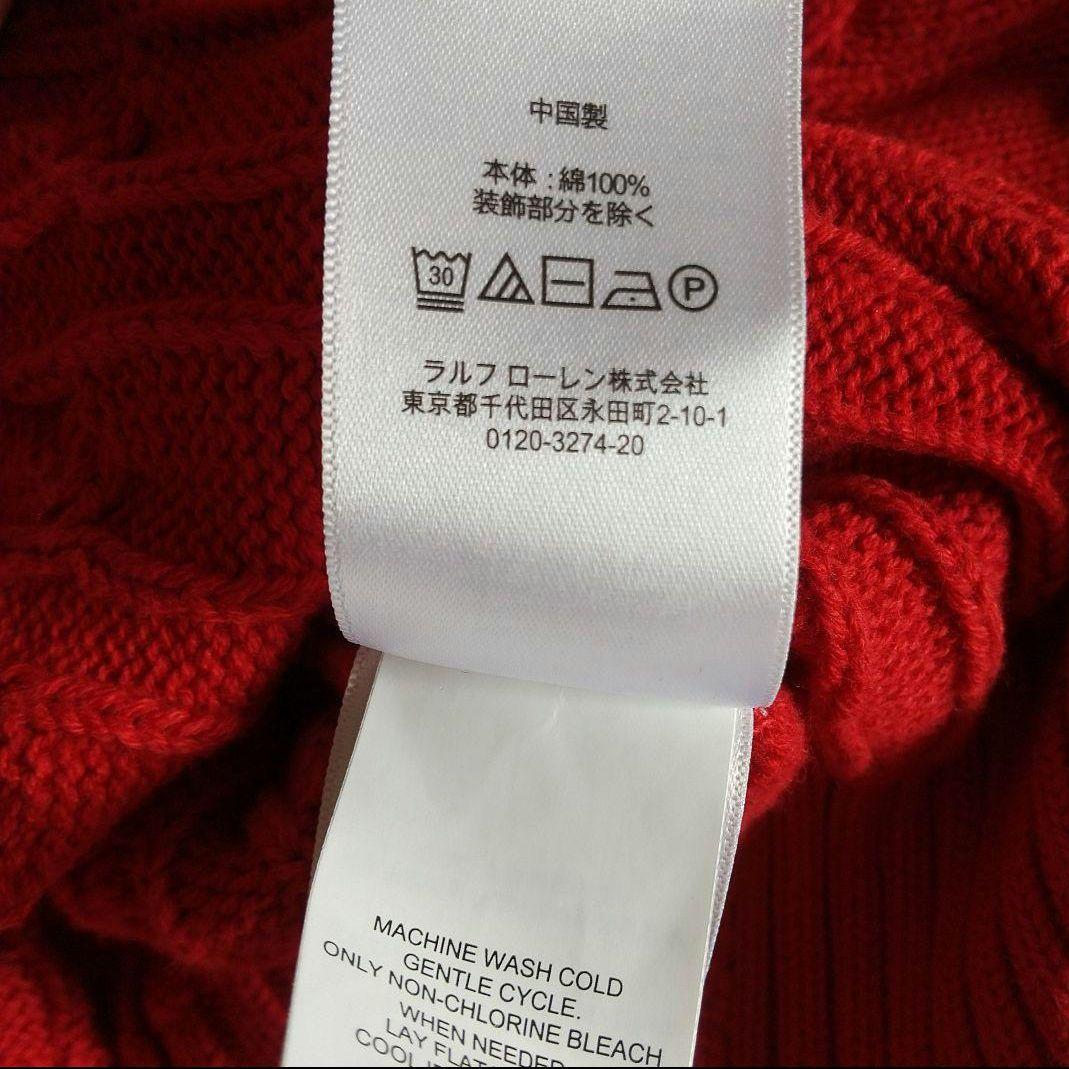 中国製
本体：綿100%
装飾部分を除く
30
P
ラルフ ローレン株式会社
東京都千代田区永田町2-10-1
0120-3274-20
MACHINE WASH COLD
GENTLE CYCLE.
ONLY NON-CHLORINE BLEACH
WHEN NEEDED
LAY FLAT
COOL